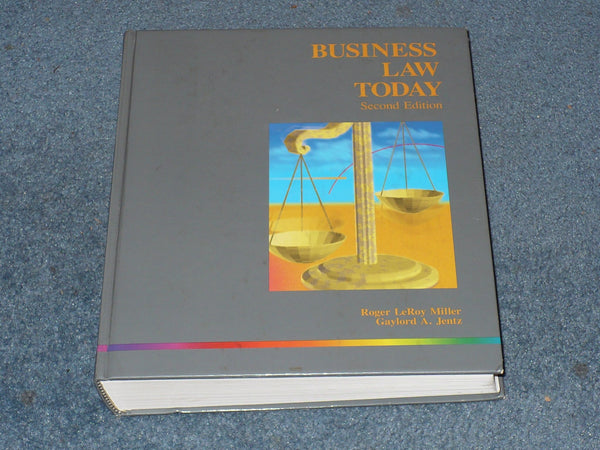 BUSINESS
LAW
TODAY
Second Edition
Roger LeRoy Miller
Gaylord A. Jentz